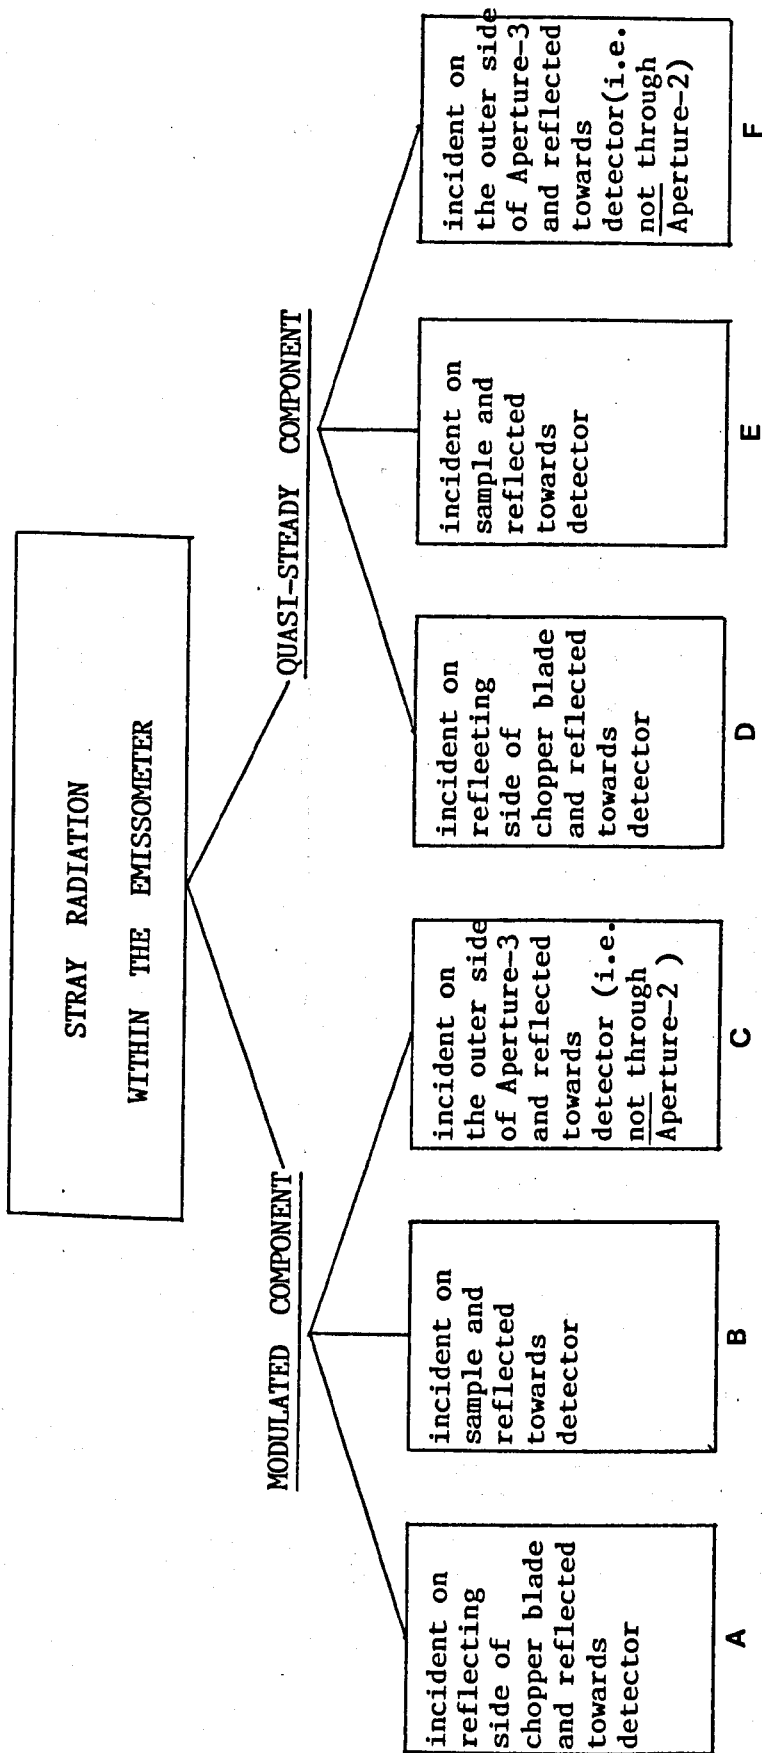 STRAY RADIATION
WITHIN THE EMISSOMETER
MODULATED COMPONENT
QUASI-STEADY COMPONENT
incident on
reflecting
side of
chopper blade
and reflected
towards
detector
A
incident on
sample and
reflected
towards
detector
B
incident on
the outer side
of Aperture-3
and reflected
towards
detector (i.e.
not through
Aperture-2 )
C
incident on
refleeting
side of
chopper blade
and reflected
towards
detector
D
incident on
sample and
reflected
towards
detector
E
incident on
the outer side
of Aperture-3
and reflected
towards
detector(i.e.
not through
Aperture-2)
F